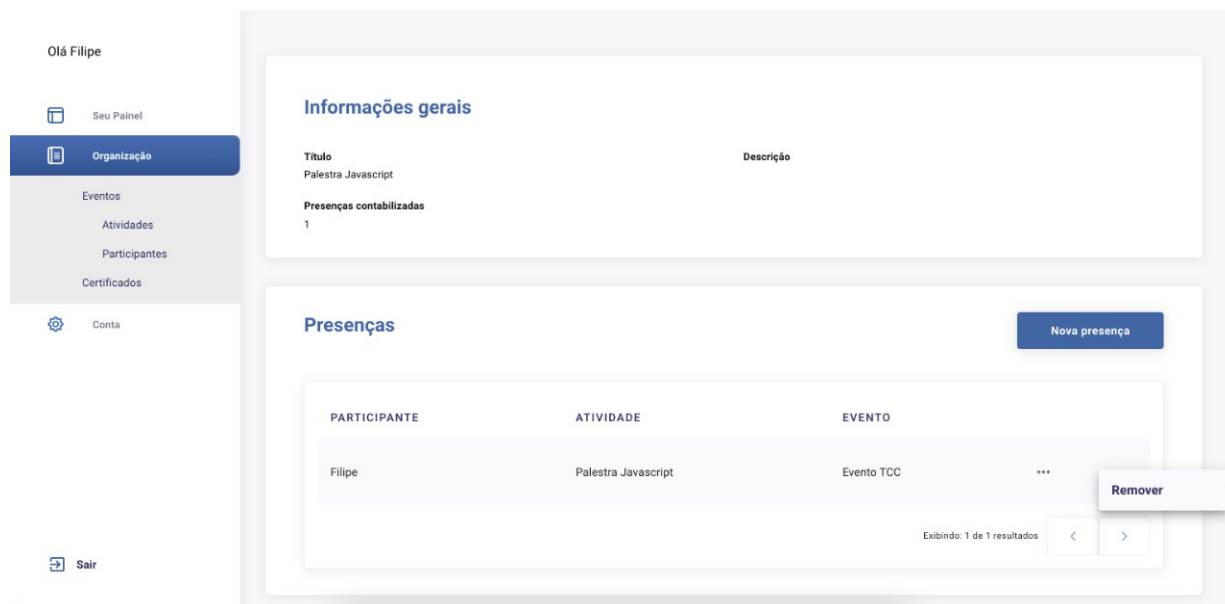 Olá Filipe
Seu Painel
Organização
Eventos
Atividades
Participantes
Certificados
Conta
Sair
Informações gerais
Título
Palestra Javascript
Descrição
Presenças contabilizadas
1
Presenças
Nova presença
PARTICIPANTE ATIVIDADE EVENTO
Filipe Palestra Javascript Evento TCC ...
Remover
Exibindo: 1 de 1 resultados < >